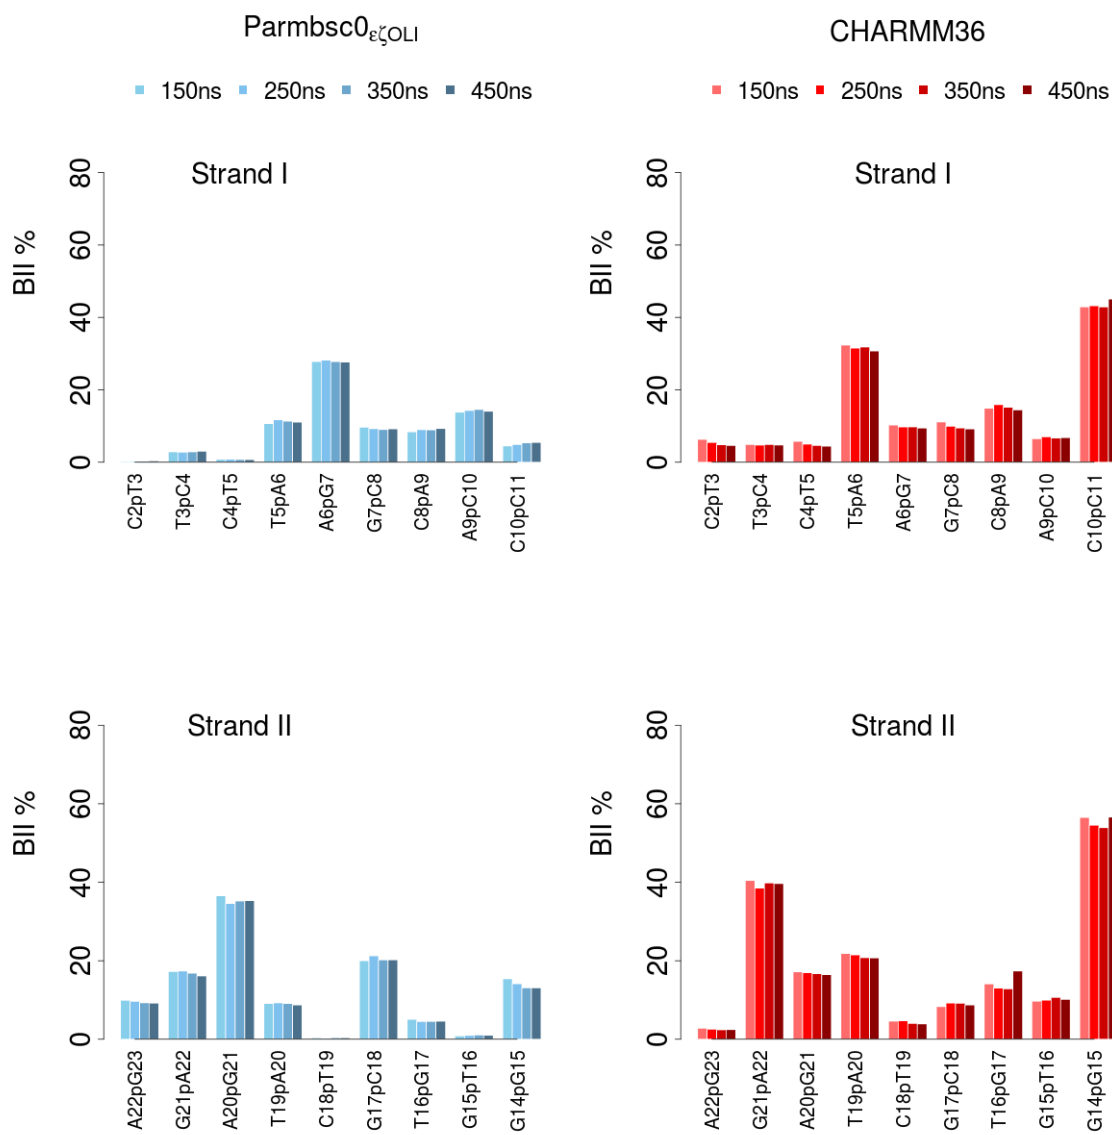 Parmbsc0εζOLI
CHARMM36
150ns 250ns 350ns 450ns
150ns 250ns 350ns 450ns
Strand I
BII %
0 20 40 60 80
C2pT3 T3pC4 C4pT5 T5pA6 A6pG7 G7pC8 C8pA9 A9pC10 C10pC11
Strand I
BII %
0 20 40 60 80
C2pT3 T3pC4 C4pT5 T5pA6 A6pG7 G7pC8 C8pA9 A9pC10 C10pC11
Strand II
BII %
0 20 40 60 80
A22pG23 G21pA22 A20pG21 T19pA20 C18pT19 G17pC18 T16pG17 G15pT16 G14pG15
Strand II
BII %
0 20 40 60 80
A22pG23 G21pA22 A20pG21 T19pA20 C18pT19 G17pC18 T16pG17 G15pT16 G14pG15